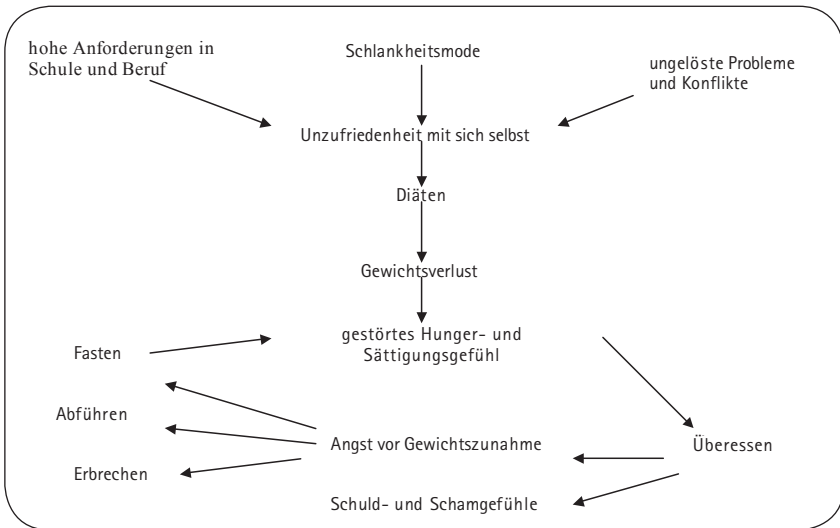 hohe Anforderungen in
Schule und Beruf
Schlankheitsmode
ungelöste Probleme
und Konflikte
Unzufriedenheit mit sich selbst
Diäten
Gewichtsverlust
gestörtes Hunger- und
Sättigungsgefühl
Fasten
Abführen
Angst vor Gewichtszunahme
Überessen
Erbrechen
Schuld- und Schamgefühle